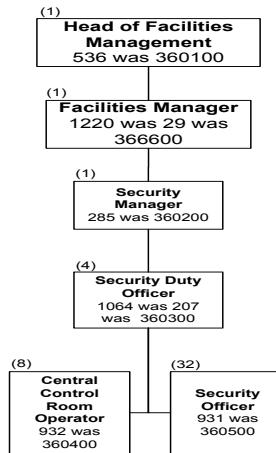 (1)
Head of Facilities
Management
536 was 360100
(1)
Facilities Manager
1220 was 29 was
366600
(1)
Security
Manager
285 was 360200
(4)
Security Duty
Officer
1064 was 207
was 360300
(8)
Central
Control
Room
Operator
932 was
360400
(32)
Security
Officer
931 was
360500